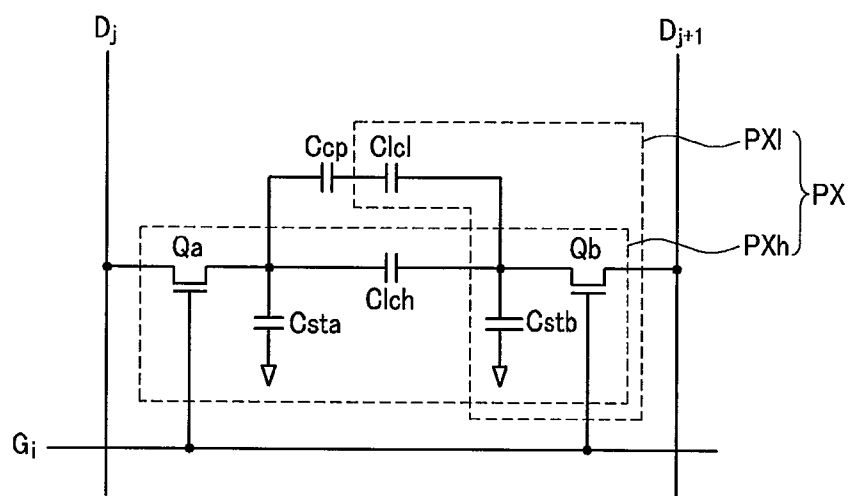 Dj Dj+1
Ccp Clcl PXl
PX
Qa Qb PXh
Clch
Csta Cstb
Gi